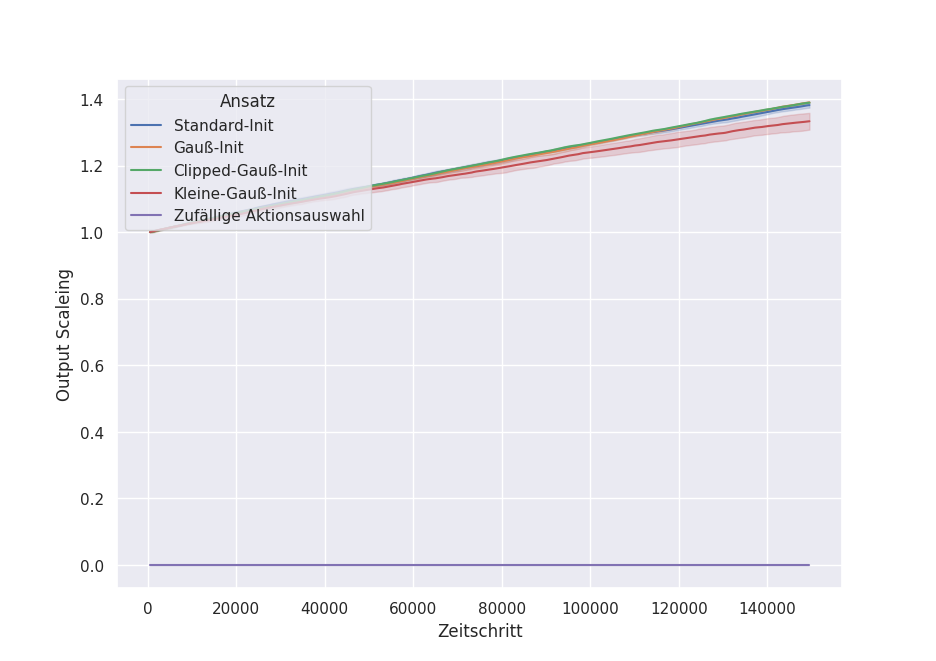 Ansatz
Standard-Init
Gauß-Init
Clipped-Gauß-Init
Kleine-Gauß-Init
Zufällige Aktionsauswahl
1.4
1.2
1.0
0.8
0.6
0.4
0.2
0.0
Output Scaleing
0 20000 40000 60000 80000 100000 120000 140000
Zeitschritt